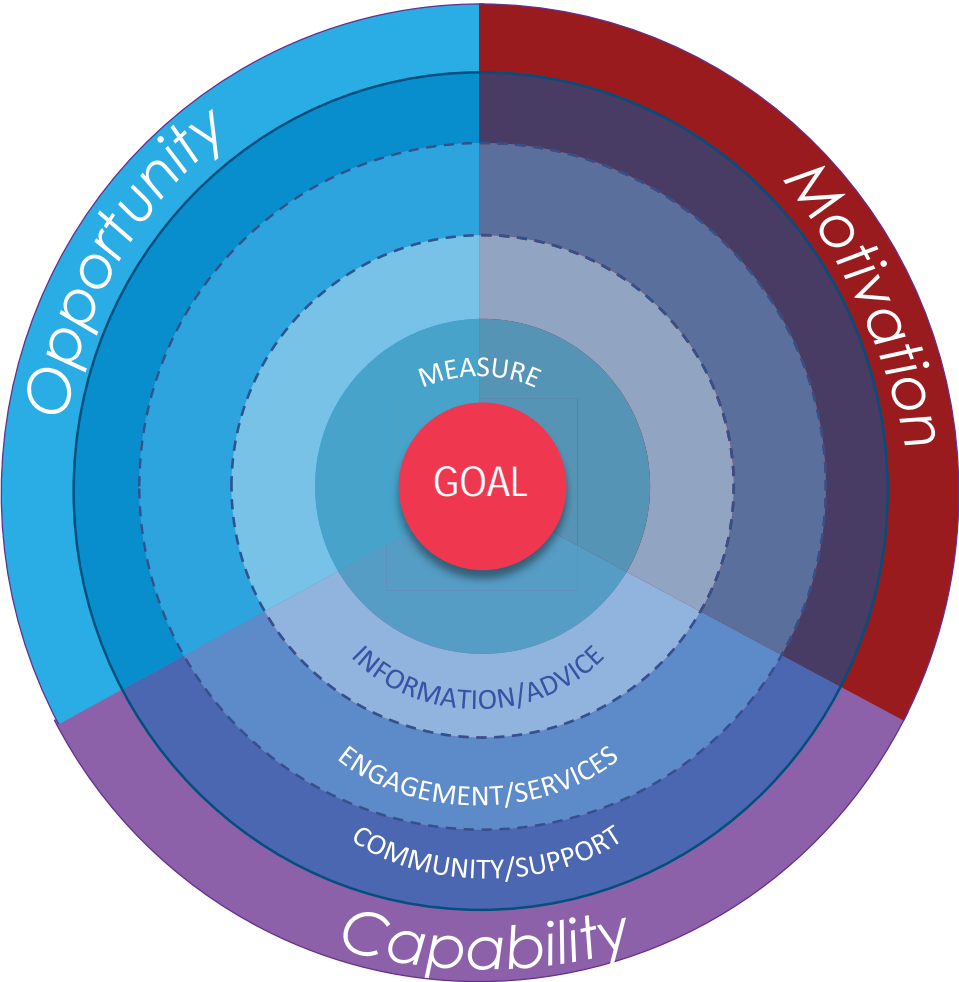 Opportunity
Motivation
MEASURE
GOAL
INFORMATION/ADVICE
ENGAGEMENT/SERVICES
COMMUNITY/SUPPORT
Capability